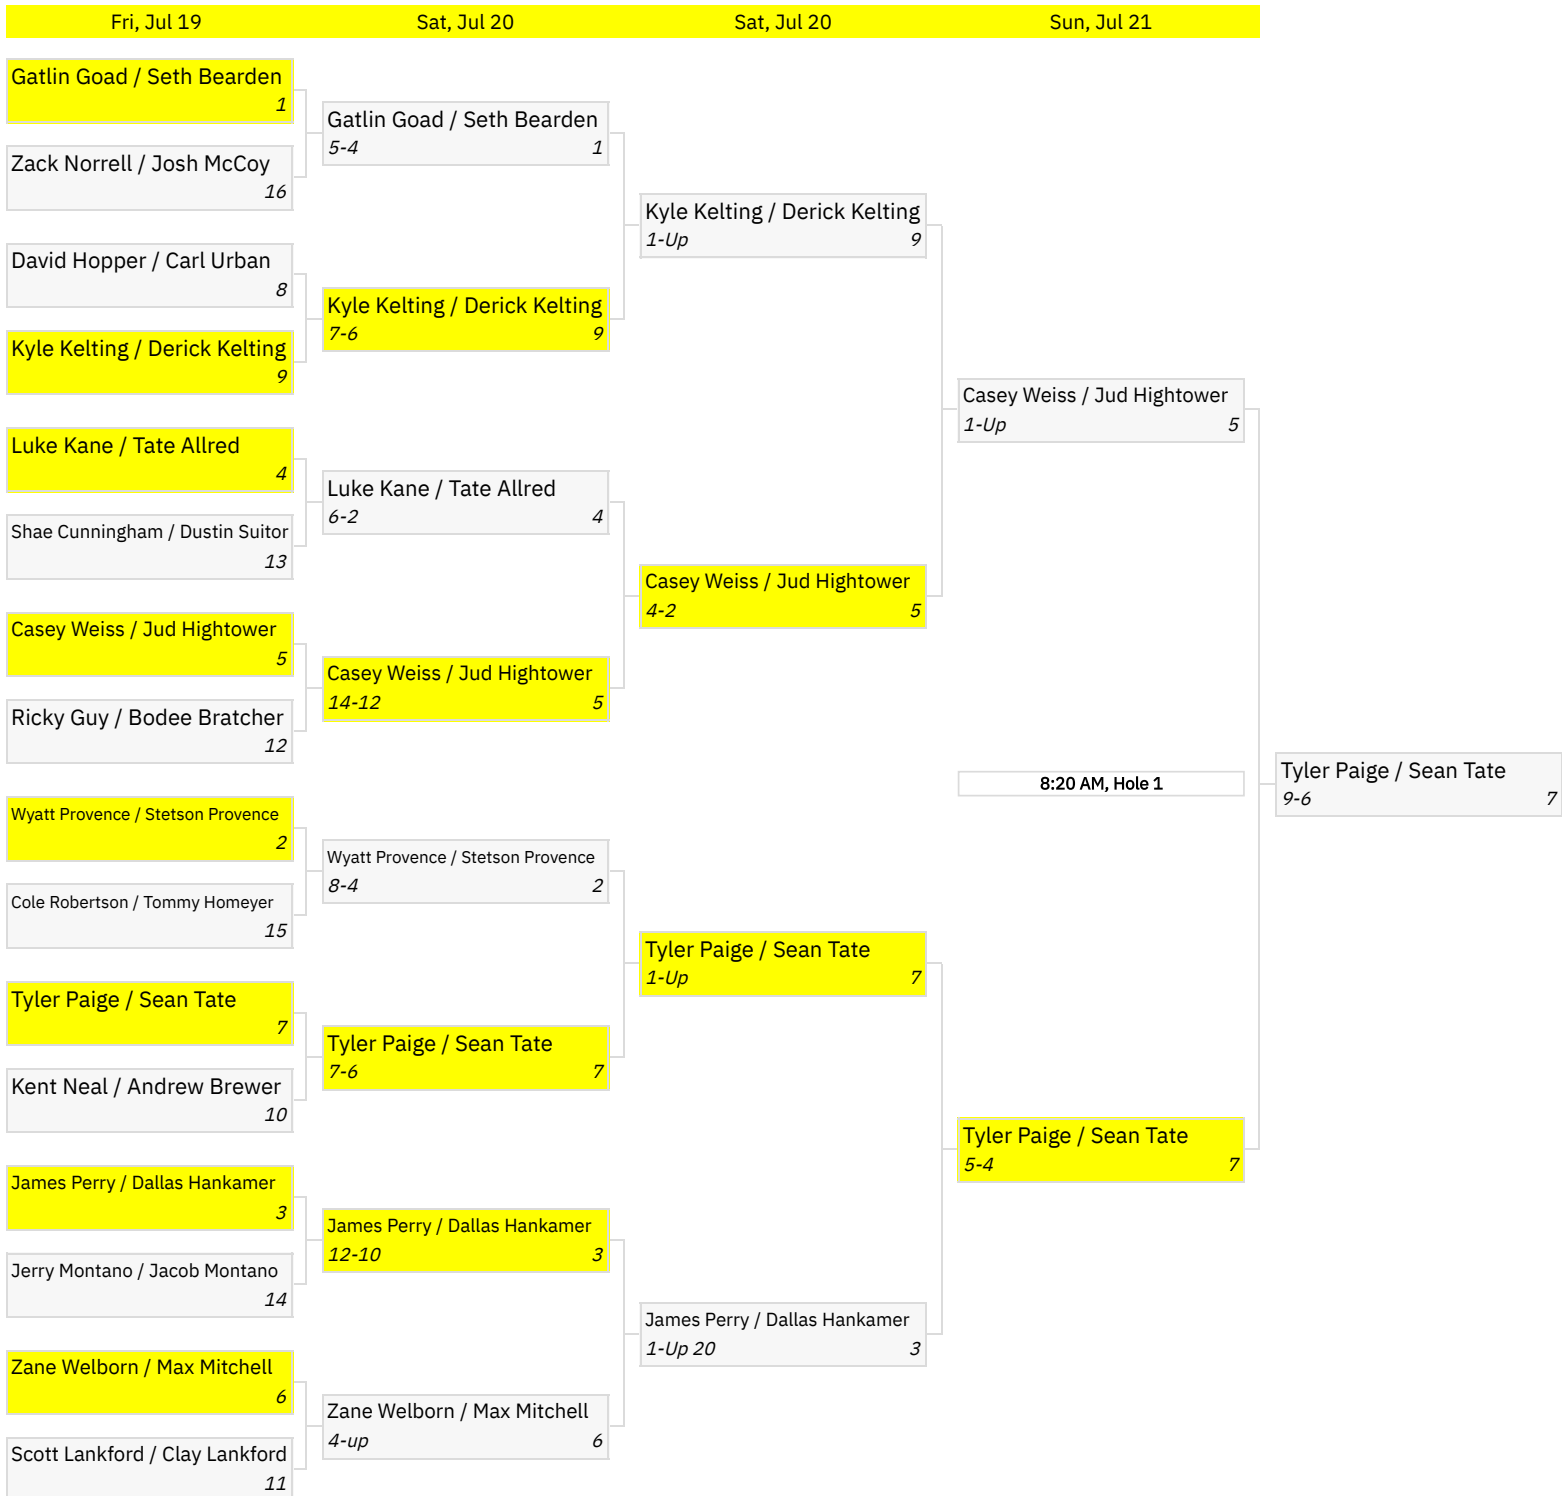 Fri, Jul 19
Sat, Jul 20
Sat, Jul 20
Sun, Jul 21
Gatlin Goad / Seth Bearden
1
Zack Norrell / Josh McCoy
16
David Hopper / Carl Urban
8
Kyle Kelting / Derick Kelting
9
Luke Kane / Tate Allred
4
Shae Cunningham / Dustin Suitor
13
Casey Weiss / Jud Hightower
5
Ricky Guy / Bodee Bratcher
12
Wyatt Provence / Stetson Provence
2
Cole Robertson / Tommy Homeyer
15
Tyler Paige / Sean Tate
7
Kent Neal / Andrew Brewer
10
James Perry / Dallas Hankamer
3
Jerry Montano / Jacob Montano
14
Zane Welborn / Max Mitchell
6
Scott Lankford / Clay Lankford
11
Gatlin Goad / Seth Bearden
5-4 1
Kyle Kelting / Derick Kelting
7-6 9
Luke Kane / Tate Allred
6-2 4
Casey Weiss / Jud Hightower
14-12 5
Wyatt Provence / Stetson Provence
8-4 2
Tyler Paige / Sean Tate
7-6 7
James Perry / Dallas Hankamer
12-10 3
Zane Welborn / Max Mitchell
4-up 6
Kyle Kelting / Derick Kelting
1-Up 9
Casey Weiss / Jud Hightower
4-2 5
Tyler Paige / Sean Tate
1-Up 7
James Perry / Dallas Hankamer
1-Up 20 3
Casey Weiss / Jud Hightower
1-Up 5
8:20 AM, Hole 1
Tyler Paige / Sean Tate
5-4 7
Tyler Paige / Sean Tate
9-6 7